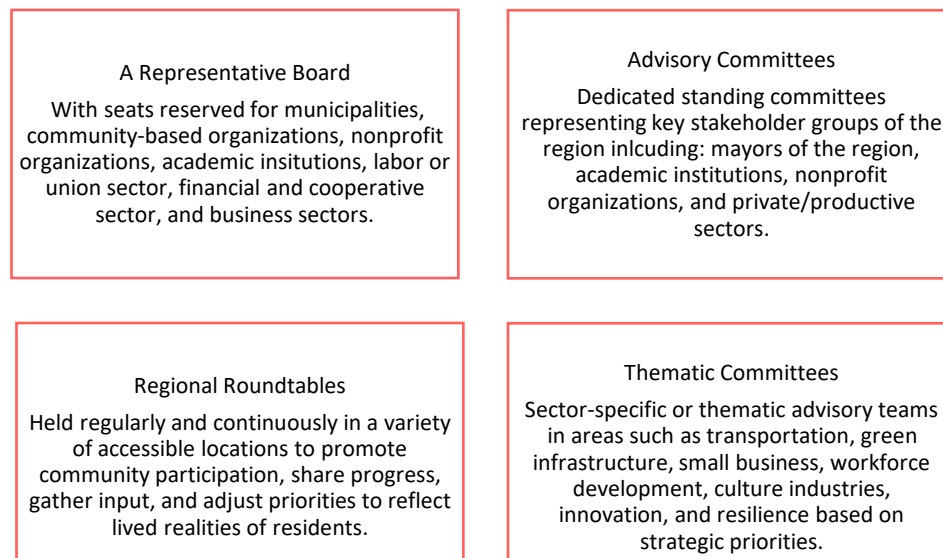 A Representative Board
With seats reserved for municipalities,
community-based organizations, nonprofit
organizations, academic insitutions, labor or
union sector, financial and cooperative
sector, and business sectors.
Advisory Committees
Dedicated standing committees
representing key stakeholder groups of the
region inlcuding: mayors of the region,
academic institutions, nonprofit
organizations, and private/productive
sectors.
Regional Roundtables
Held regularly and continuously in a variety
of accessible locations to promote
community participation, share progress,
gather input, and adjust priorities to reflect
lived realities of residents.
Thematic Committees
Sector-specific or thematic advisory teams
in areas such as transportation, green
infrastructure, small business, workforce
development, culture industries,
innovation, and resilience based on
strategic priorities.